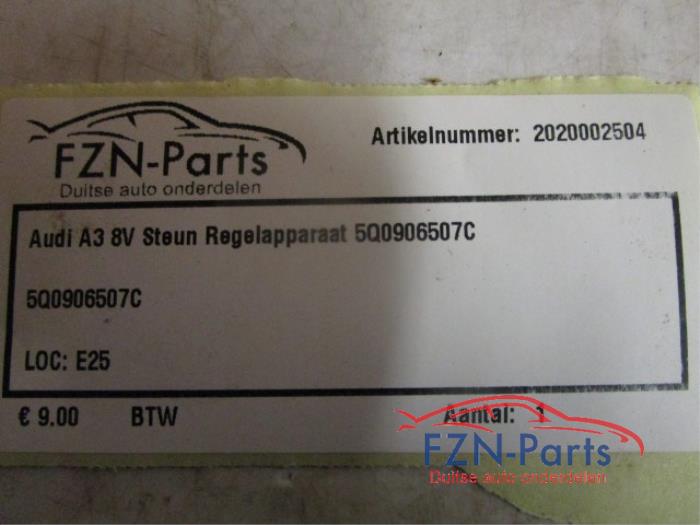 FZN-Parts
Duitse auto onderdelen
Artikelnummer: 2020002504
Audi A3 8V Steun Regelapparaat 5Q0906507C
5Q0906507C
LOC: E25
€ 9.00 BTW Aantal: 1
FZN-Parts
Duitse auto onderdelen